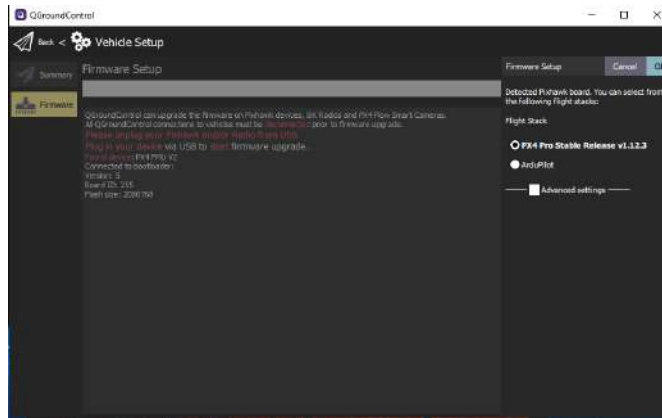 QGroundControl
Back < Vehicle Setup
Summary
Firmware
Firmware Setup
QGroundControl can upgrade the firmware on Pixhawk devices, SiK Radios and PX4 Flow Smart Cameras.
All QGroundControl connections to vehicles must be disconnected prior to firmware upgrade.
Please unplug your Pixhawk and/or Radio from USB.
Plug in your device via USB to start firmware upgrade.
Found device: PX4 FMU V2
Connected to bootloader:
Version: 5
Board ID: 255
Flash size: 2080768
Firmware Setup
Cancel
Detected Pixhawk board. You can select from
the following flight stacks:
Flight Stack
PX4 Pro Stable Release v1.12.3
ArduPilot
Advanced settings